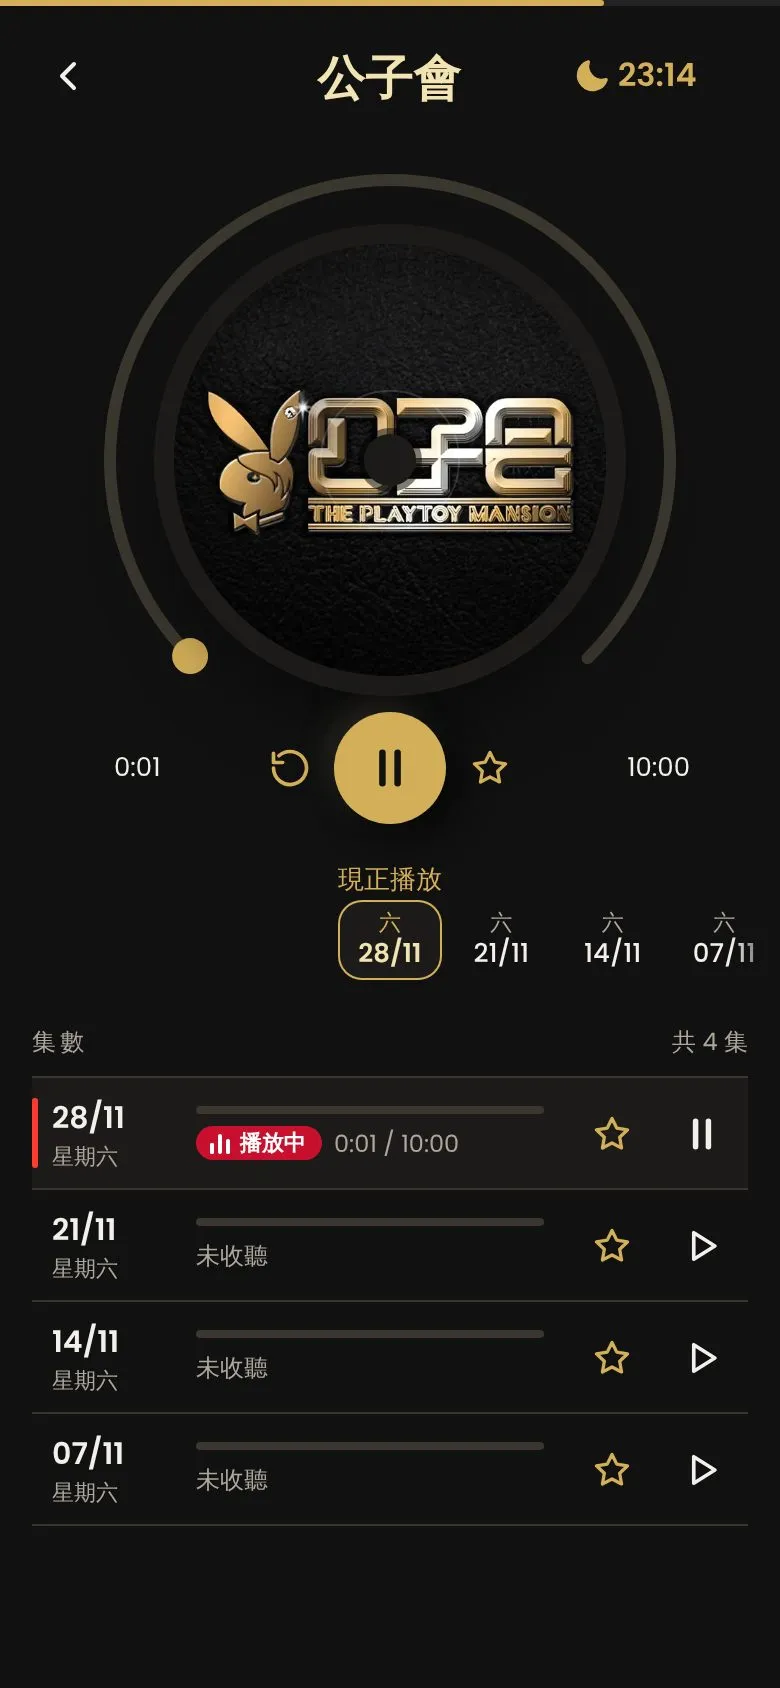 公子會
23:14
THE PLAYTOY MANSION
0:01
10:00
現正播放
六 六 六 六
28/11 21/11 14/11 07/11
集數 共 4 集
28/11
播放中 0:01 / 10:00
星期六
21/11
未收聽
星期六
14/11
未收聽
星期六
07/11
未收聽
星期六